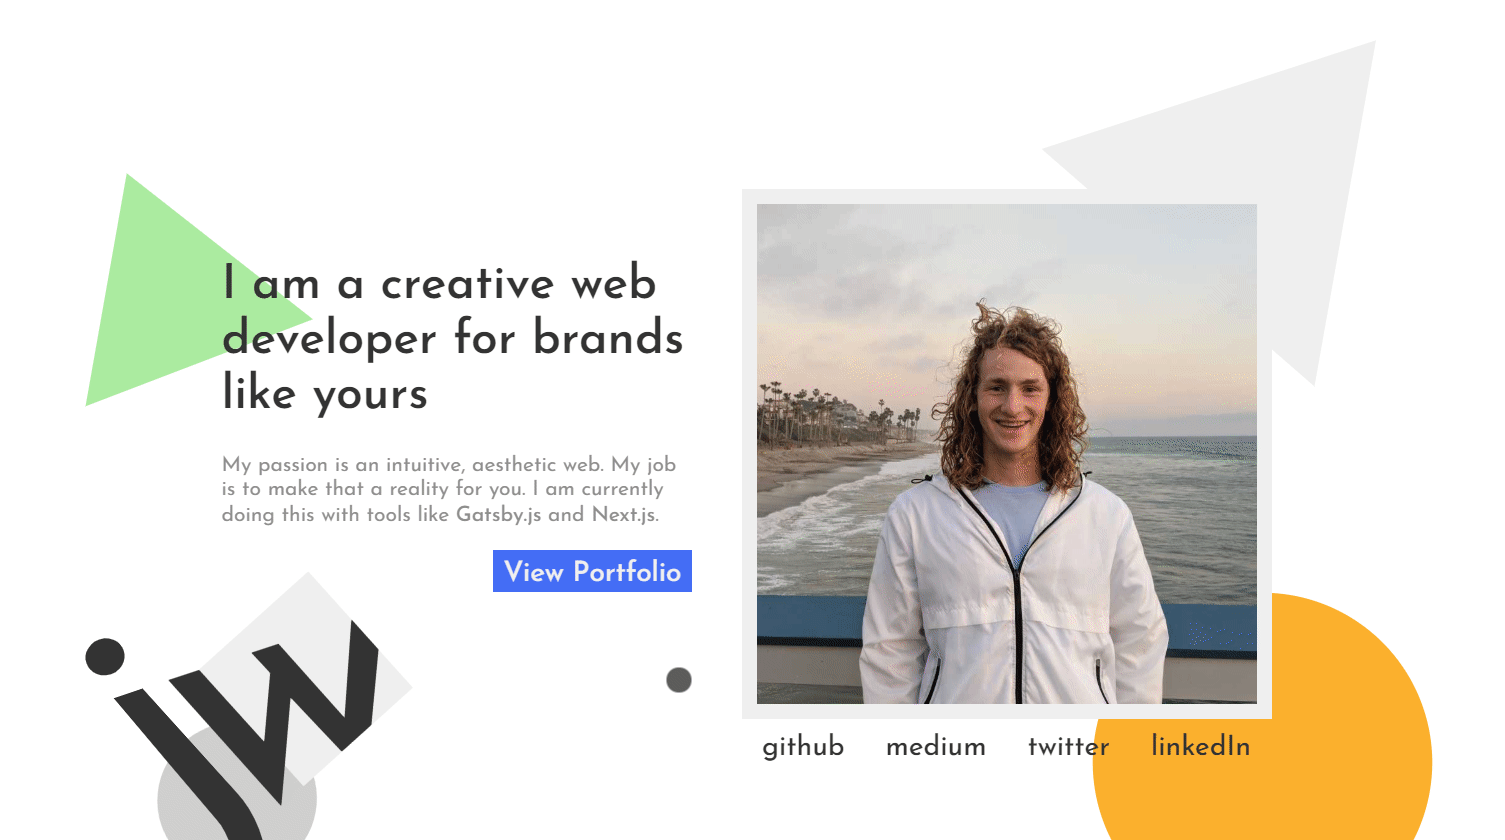 I am a creative web
developer for brands
like yours
My passion is an intuitive, aesthetic web. My job
is to make that a reality for you. I am currently
doing this with tools like Gatsby.js and Next.js.
View Portfolio
jw
github medium twitter linkedIn